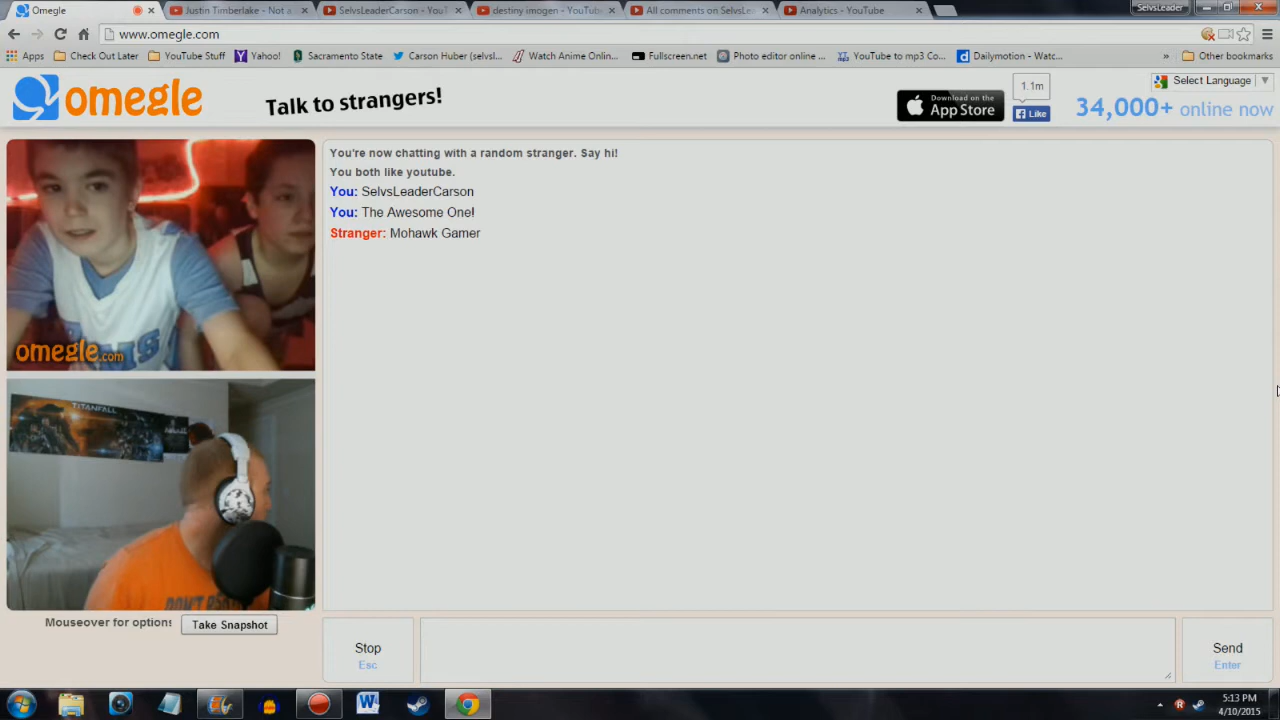 Omegle
Justin Timberlake - Not a
SelvsLeaderCarson - YouT
destiny imogen - YouTube
All comments on SelvsLe
Analytics - YouTube
SelvsLeader
www.omegle.com
Apps
Check Out Later
YouTube Stuff
Yahoo!
Sacramento State
Carson Huber (selvsl...
Watch Anime Onlin...
Fullscreen.net
Photo editor online ...
YouTube to mp3 Co...
Dailymotion - Watc...
»
Other bookmarks
omegle
Talk to strangers!
Download on the
App Store
1.1m
Like
Select Language
34,000+ online now
You're now chatting with a random stranger. Say hi!
You both like youtube.
You: SelvsLeaderCarson
You: The Awesome One!
Stranger: Mohawk Gamer
omegle.com
TITANFALL
Mouseover for options
Take Snapshot
Stop
Esc
Send
Enter
5:13 PM
4/10/2015